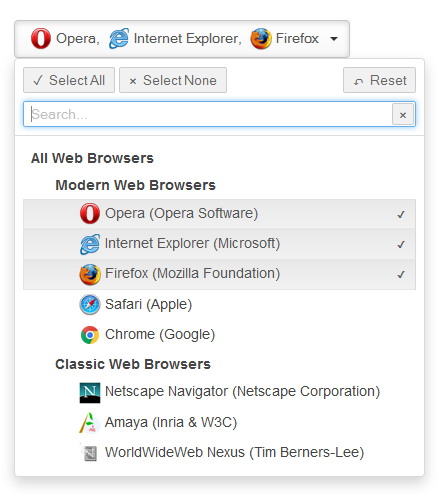 Opera, Internet Explorer, Firefox
✓ Select All × Select None Reset
Search... ×
All Web Browsers
Modern Web Browsers
Opera (Opera Software) ✓
Internet Explorer (Microsoft) ✓
Firefox (Mozilla Foundation) ✓
Safari (Apple)
Chrome (Google)
Classic Web Browsers
Netscape Navigator (Netscape Corporation)
Amaya (Inria & W3C)
WorldWideWeb Nexus (Tim Berners-Lee)